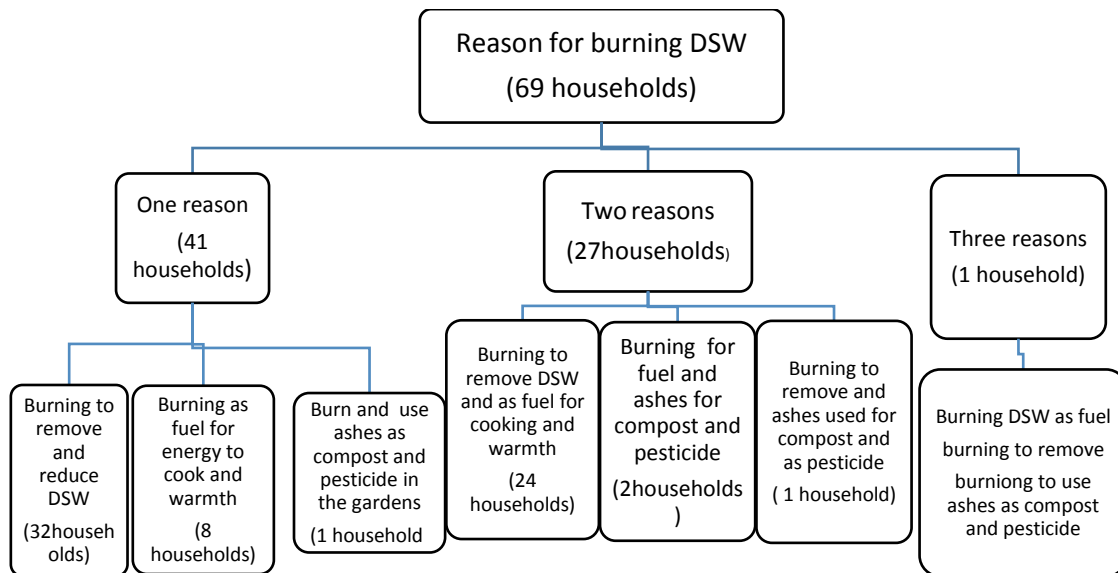 Reason for burning DSW
(69 households)
One reason
(41
households)
Two reasons
(27households)
Three reasons
(1 household)
Burning to
remove
and
reduce
DSW
(32househ
olds)
Burning as
fuel for
energy to
cook and
warmth
(8
households)
Burn and use
ashes as
compost and
pesticide in
the gardens
(1 household
Burning to
remove DSW
and as fuel for
cooking and
warmth
(24
households)
Burning for
fuel and
ashes for
compost and
pesticide
(2households
)
Burning to
remove and
ashes used for
compost and
as pesticide
( 1 household)
Burning DSW as fuel
burning to remove
burniong to use
ashes as compost
and pesticide